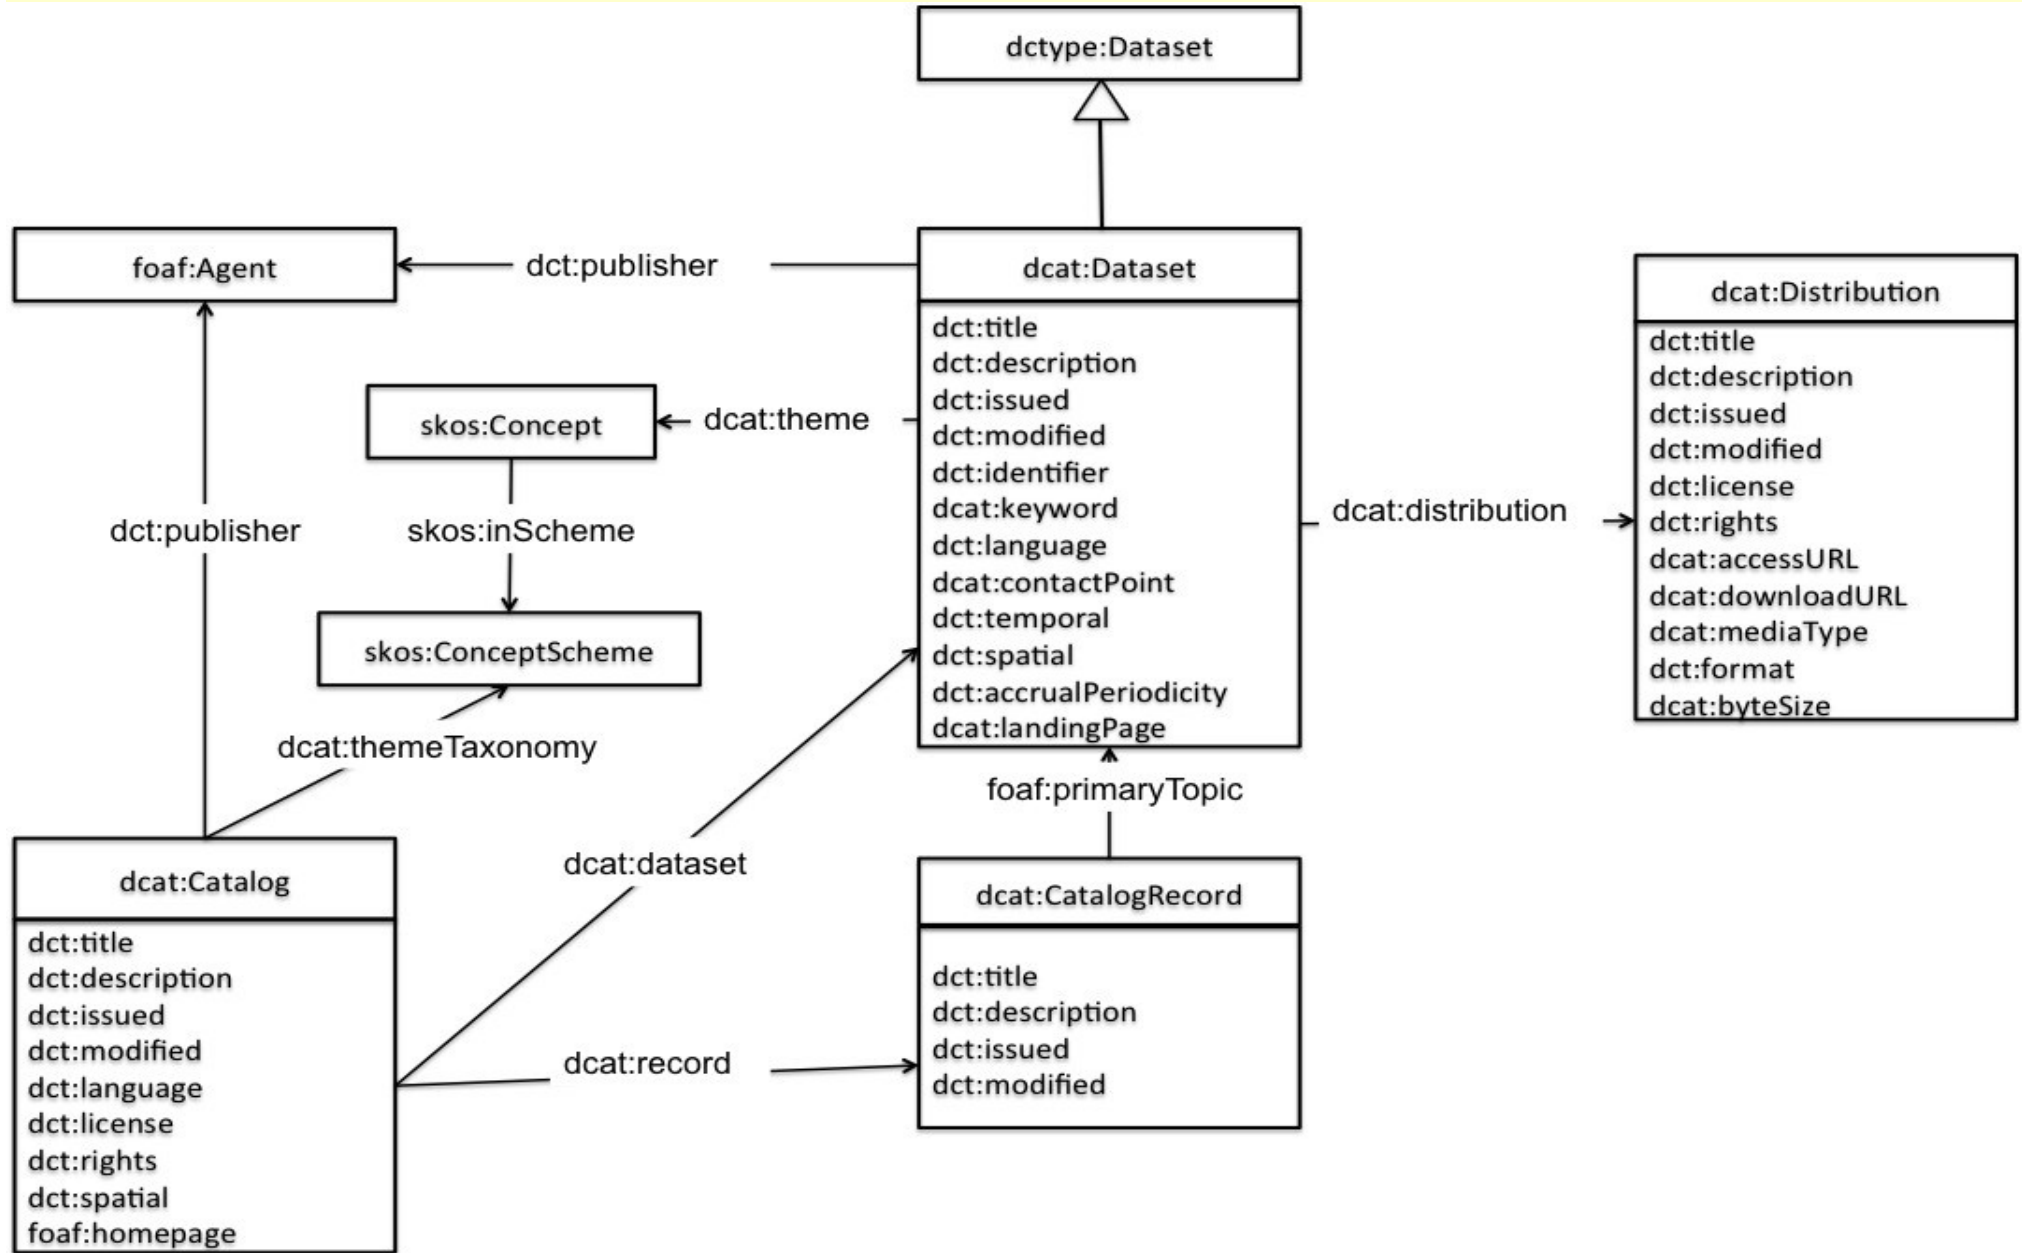 dctype:Dataset
foaf:Agent
dct:publisher
dcat:Dataset
dct:title
dct:description
dct:issued
dct:modified
dct:identifier
dcat:keyword
dct:language
dcat:contactPoint
dct:temporal
dct:spatial
dct:accrualPeriodicity
dcat:landingPage
dcat:Distribution
dct:title
dct:description
dct:issued
dct:modified
dct:license
dct:rights
dcat:accessURL
dcat:downloadURL
dcat:mediaType
dct:format
dcat:byteSize
skos:Concept
dcat:theme
dcat:distribution
dct:publisher
skos:inScheme
skos:ConceptScheme
dcat:themeTaxonomy
foaf:primaryTopic
dcat:dataset
dcat:Catalog
dct:title
dct:description
dct:issued
dct:modified
dct:language
dct:license
dct:rights
dct:spatial
foaf:homepage
dcat:record
dcat:CatalogRecord
dct:title
dct:description
dct:issued
dct:modified